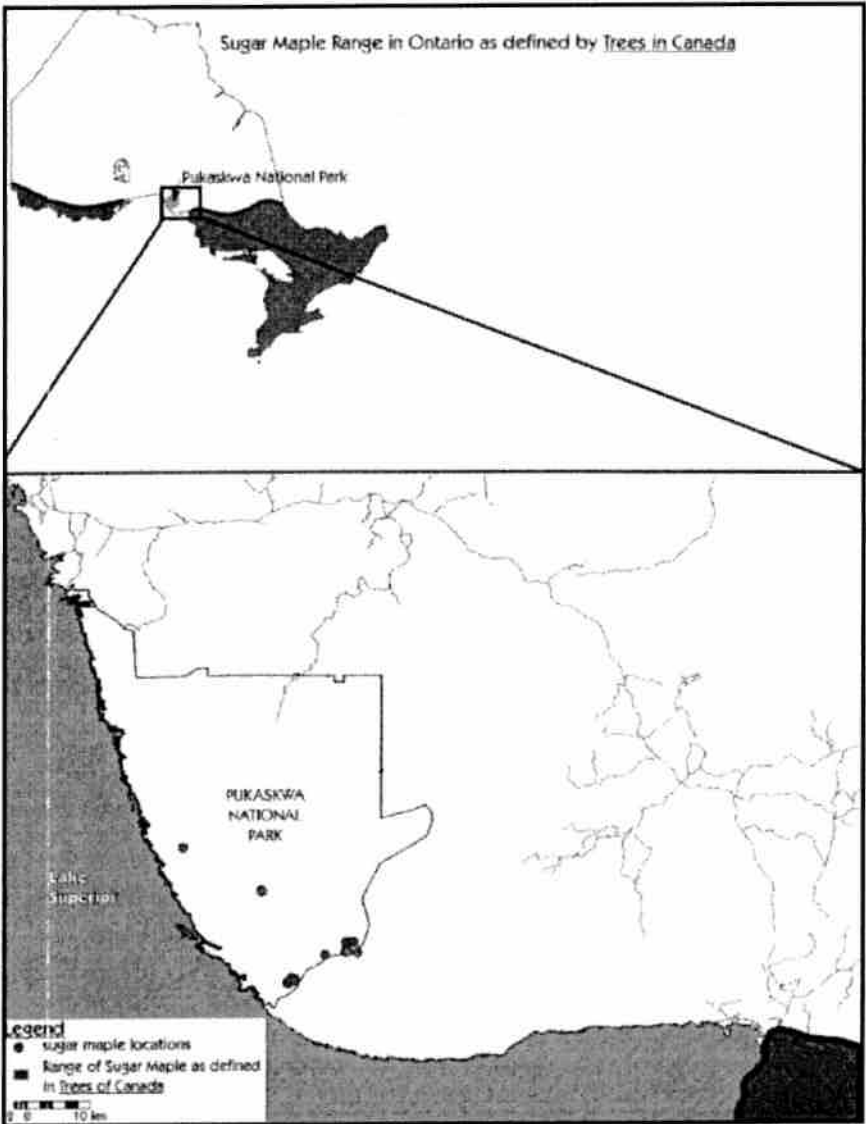 Sugar Maple Range in Ontario as defined by Trees in Canada
Pukaskwa National Park
PUKASKWA
NATIONAL
PARK
Lake
Superior
Legend
sugar maple locations
Range of Sugar Maple as defined
in Trees of Canada
10 km